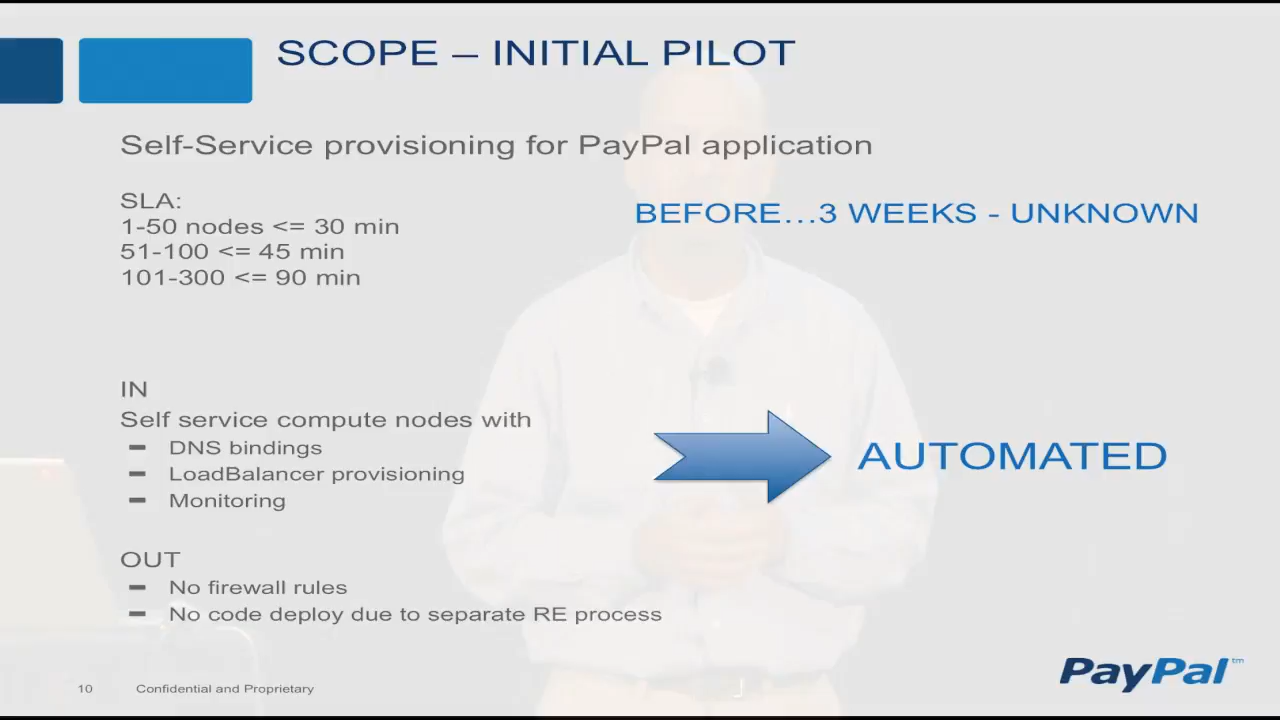 SCOPE – INITIAL PILOT
Self-Service provisioning for PayPal application
SLA:
1-50 nodes <= 30 min
51-100 <= 45 min
101-300 <= 90 min
BEFORE...3 WEEKS - UNKNOWN
IN
Self service compute nodes with
DNS bindings
LoadBalancer provisioning
Monitoring
AUTOMATED
OUT
No firewall rules
No code deploy due to separate RE process
10 Confidential and Proprietary
PayPal™